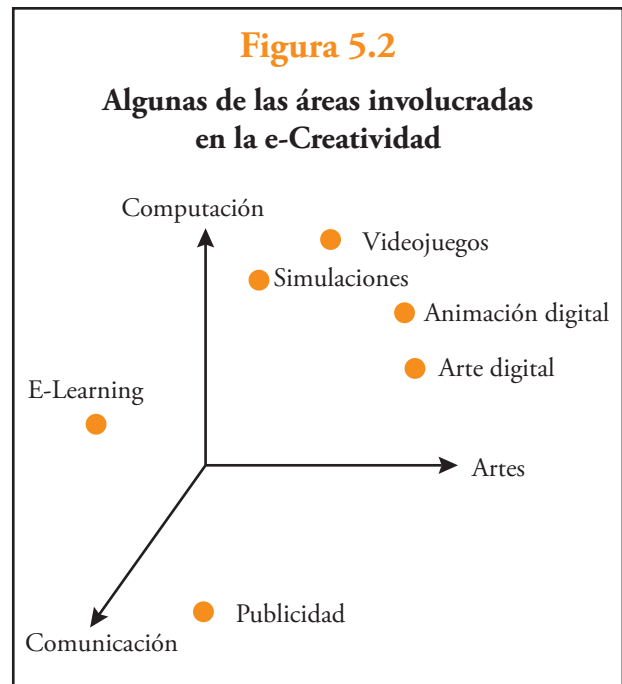 Figura 5.2
Algunas de las áreas involucradas
en la e-Creatividad
Computación
Videojuegos
Simulaciones
Animación digital
Arte digital
E-Learning
Artes
Publicidad
Comunicación